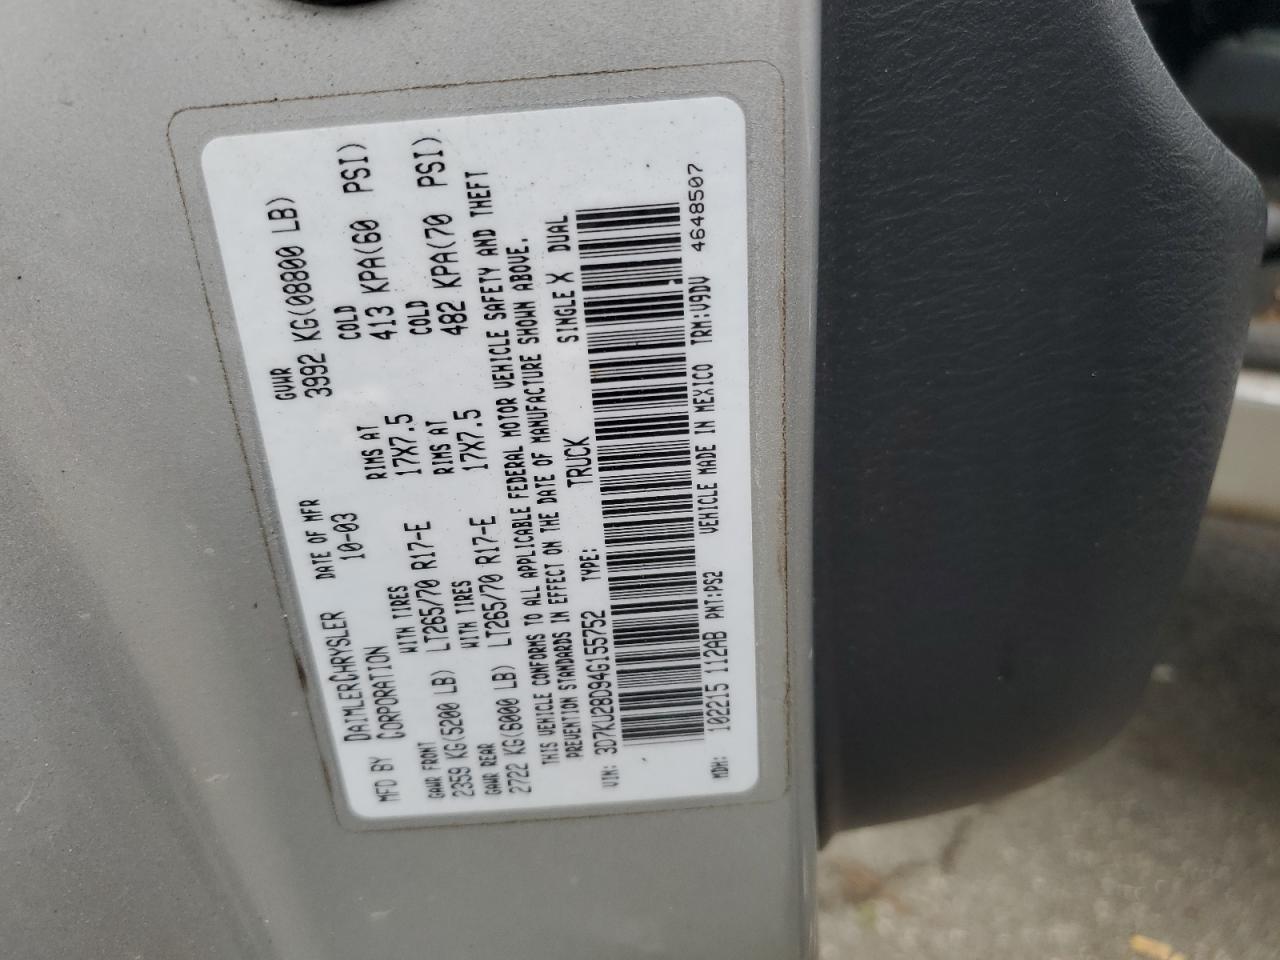 MFD BY DAIMLERCHRYSLER CORPORATION DATE OF MFR 10-03 GVWR 3992 KG(08800 LB)
GAWR FRONT WITH TIRES RIMS AT COLD
2359 KG(5200 LB) LT265/70 R17-E 17X7.5 413 KPA(60 PSI)
GAWR REAR WITH TIRES RIMS AT COLD
2722 KG(6000 LB) LT265/70 R17-E 17X7.5 482 KPA(70 PSI)
THIS VEHICLE CONFORMS TO ALL APPLICABLE FEDERAL MOTOR VEHICLE SAFETY AND THEFT
PREVENTION STANDARDS IN EFFECT ON THE DATE OF MANUFACTURE SHOWN ABOVE.
VIN: 3D7KU28D94G155752 TYPE: TRUCK SINGLE X DUAL
MDH: 102215 112AB PNT:PS2 VEHICLE MADE IN MEXICO TRM:V9DV 4648507